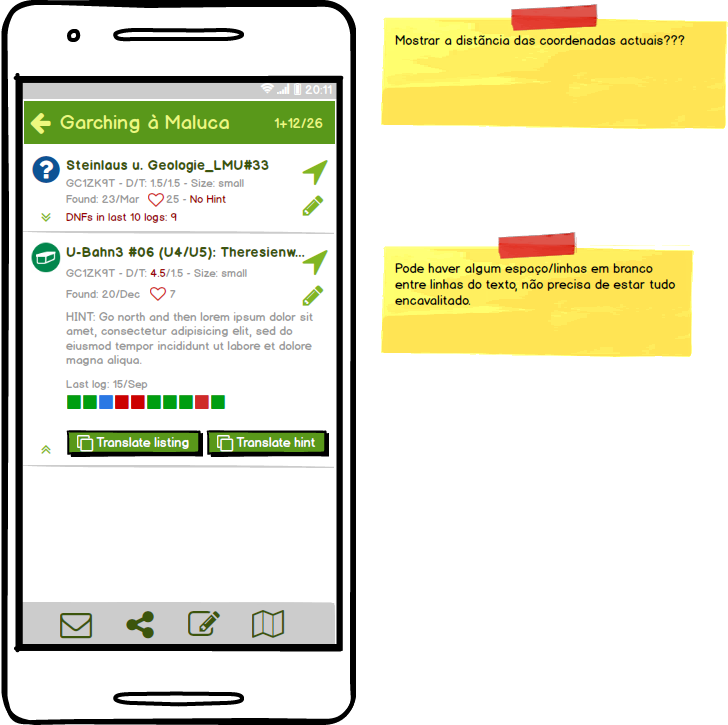 20:11
Garching à Maluca 1+12/26
Steinlaus u. Geologie_LMU#33
GC1ZK9T - D/T: 1.5/1.5 - Size: small
Found: 23/Mar 25 - No Hint
DNFs in last 10 logs: 9
U-Bahn3 #06 (U4/U5): Theresienw...
GC1ZK9T - D/T: 4.5/1.5 - Size: small
Found: 20/Dec 7
HINT: Go north and then lorem ipsum dolor sit
amet, consectetur adipisicing elit, sed do
eiusmod tempor incididunt ut labore et dolore
magna aliqua.
Last log: 15/Sep
Translate listing Translate hint
Mostrar a distãncia das coordenadas actuais???
Pode haver algum espaço/linhas em branco
entre linhas do texto, não precisa de estar tudo
encavalitado.